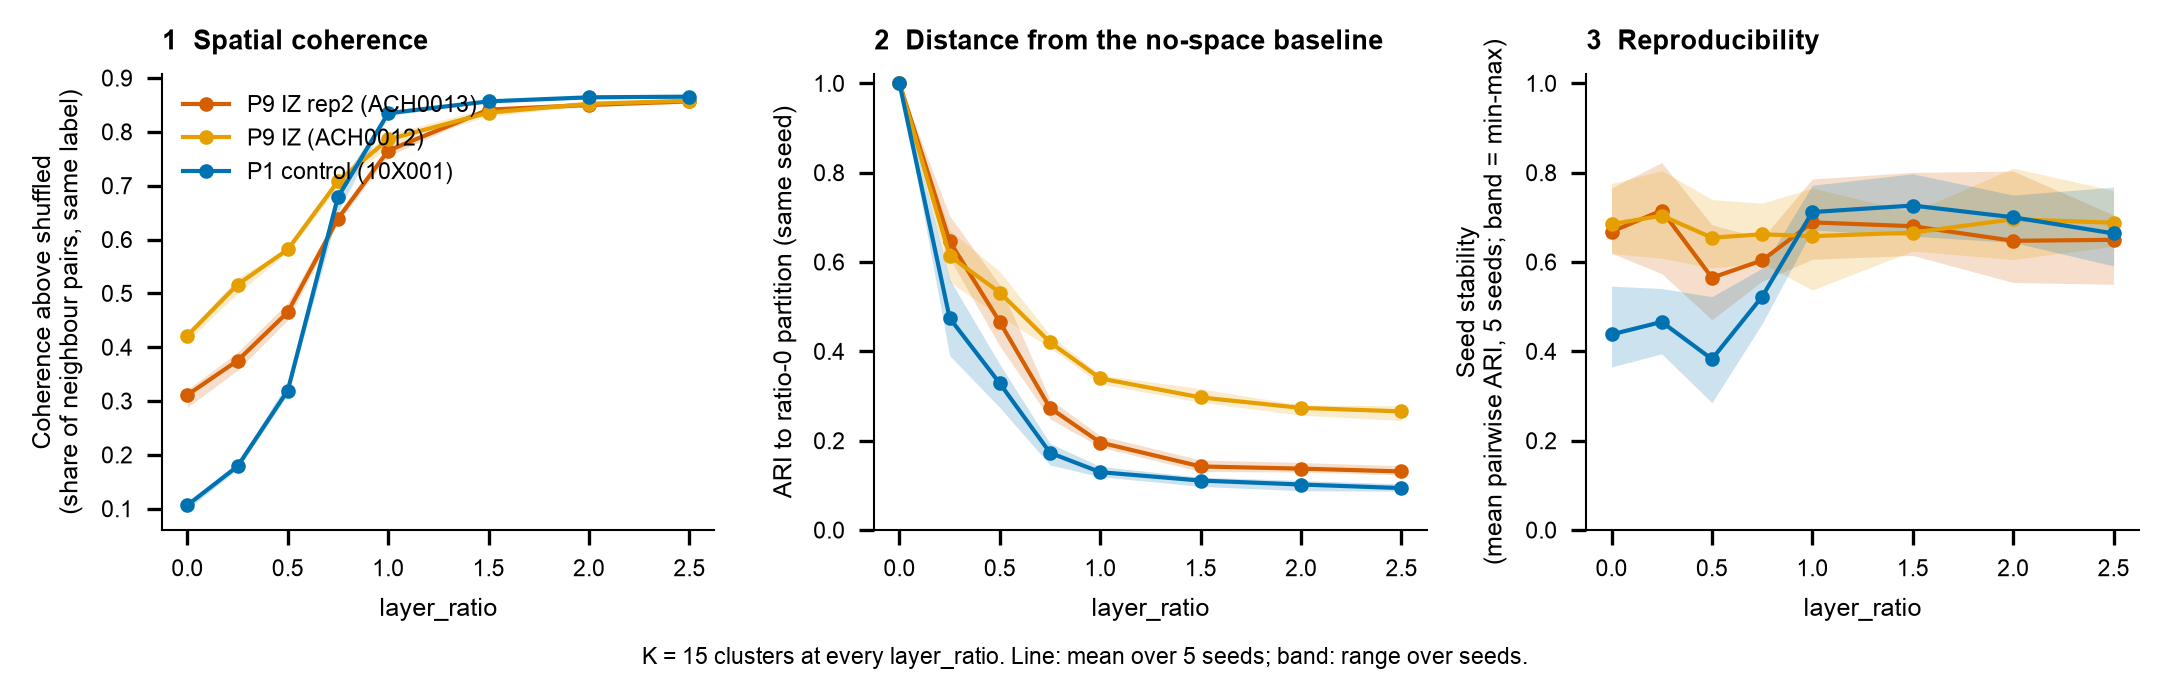 1 Spatial coherence
Coherence above shuffled
(share of neighbour pairs, same label)
0.9
0.8
0.7
0.6
0.5
0.4
0.3
0.2
0.1
P9 IZ rep2 (ACH0013)
P9 IZ (ACH0012)
P1 control (10X001)
0.0 0.5 1.0 1.5 2.0 2.5
layer_ratio
2 Distance from the no-space baseline
ARI to ratio-0 partition (same seed)
1.0
0.8
0.6
0.4
0.2
0.0
0.0 0.5 1.0 1.5 2.0 2.5
layer_ratio
3 Reproducibility
Seed stability
(mean pairwise ARI, 5 seeds; band = min-max)
1.0
0.8
0.6
0.4
0.2
0.0
0.0 0.5 1.0 1.5 2.0 2.5
layer_ratio
K = 15 clusters at every layer_ratio. Line: mean over 5 seeds; band: range over seeds.